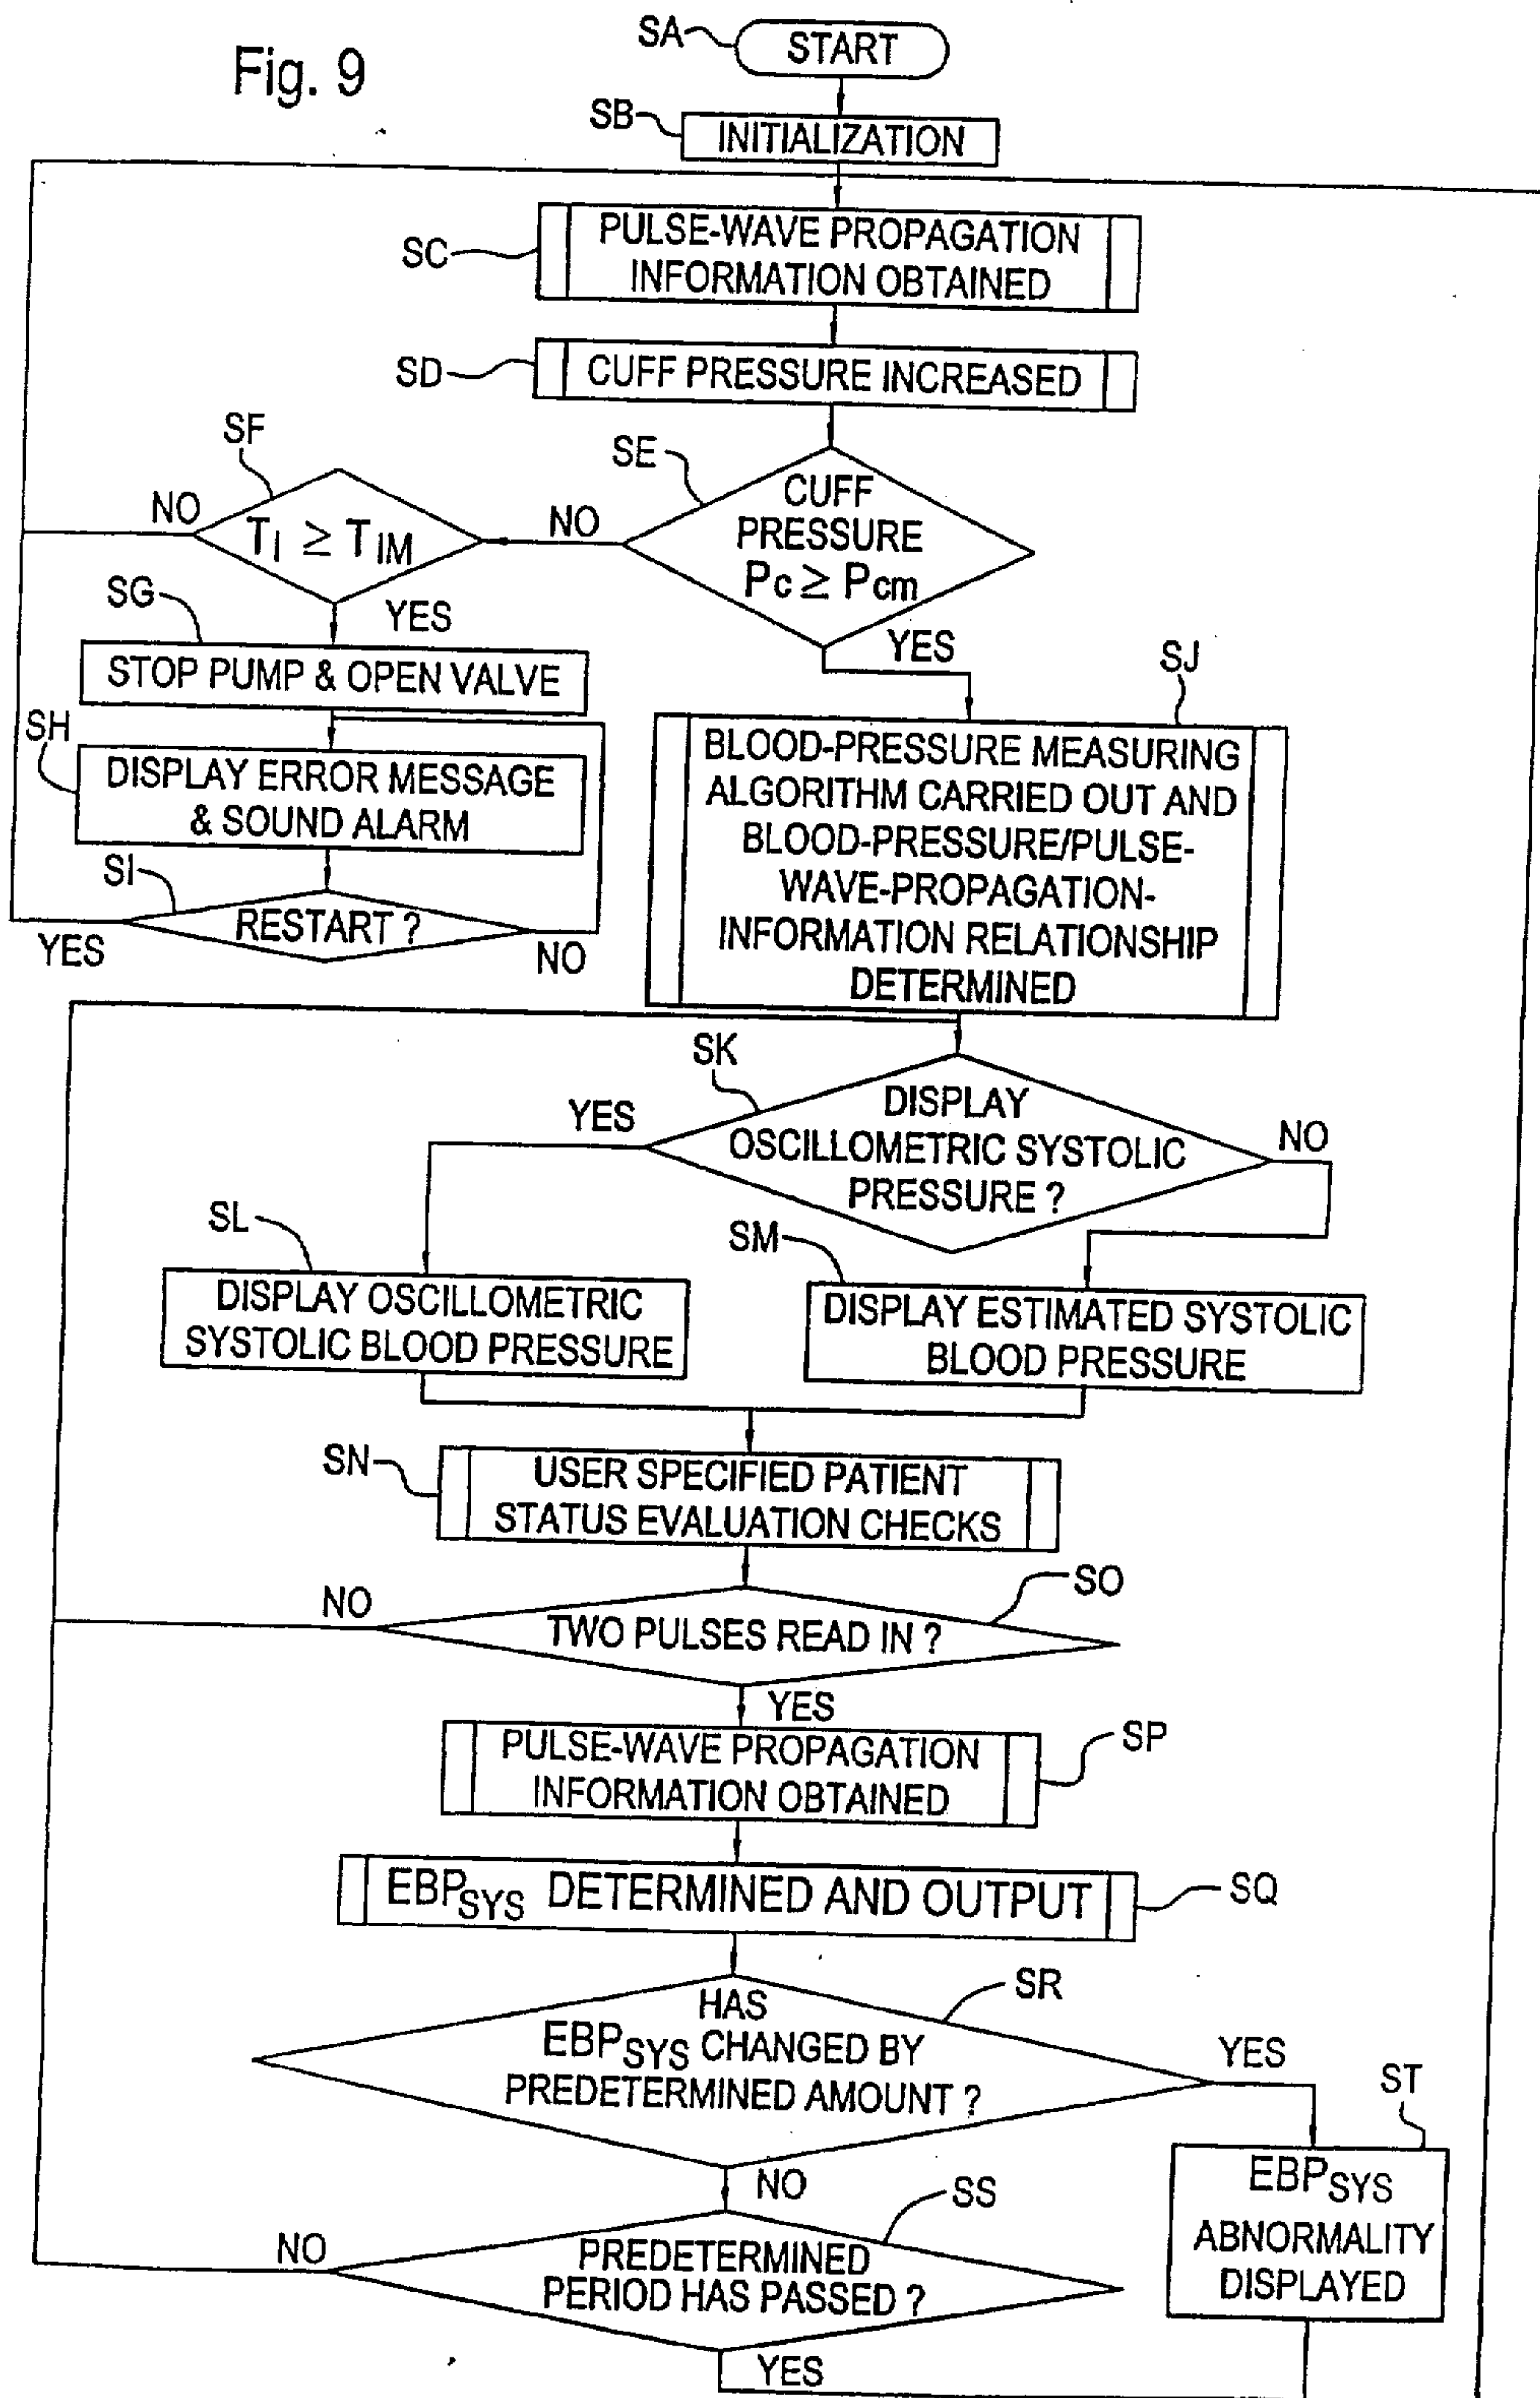 Fig. 9
SA
START
SB
INITIALIZATION
SC
PULSE-WAVE PROPAGATION
INFORMATION OBTAINED
SD
CUFF PRESSURE INCREASED
SE
CUFF
PRESSURE
Pc ≥ Pcm
NO
YES
SF
TI ≥ TIM
NO
YES
SG
STOP PUMP & OPEN VALVE
SH
DISPLAY ERROR MESSAGE
& SOUND ALARM
SI
RESTART ?
YES
NO
SJ
BLOOD-PRESSURE MEASURING
ALGORITHM CARRIED OUT AND
BLOOD-PRESSURE/PULSE-
WAVE-PROPAGATION-
INFORMATION RELATIONSHIP
DETERMINED
SK
DISPLAY
OSCILLOMETRIC SYSTOLIC
PRESSURE ?
YES
NO
SL
DISPLAY OSCILLOMETRIC
SYSTOLIC BLOOD PRESSURE
SM
DISPLAY ESTIMATED SYSTOLIC
BLOOD PRESSURE
SN
USER SPECIFIED PATIENT
STATUS EVALUATION CHECKS
SO
TWO PULSES READ IN ?
NO
YES
SP
PULSE-WAVE PROPAGATION
INFORMATION OBTAINED
SQ
EBPSYS DETERMINED AND OUTPUT
SR
HAS
EBPSYS CHANGED BY
PREDETERMINED AMOUNT ?
YES
NO
ST
EBPSYS
ABNORMALITY
DISPLAYED
SS
PREDETERMINED
PERIOD HAS PASSED ?
NO
YES